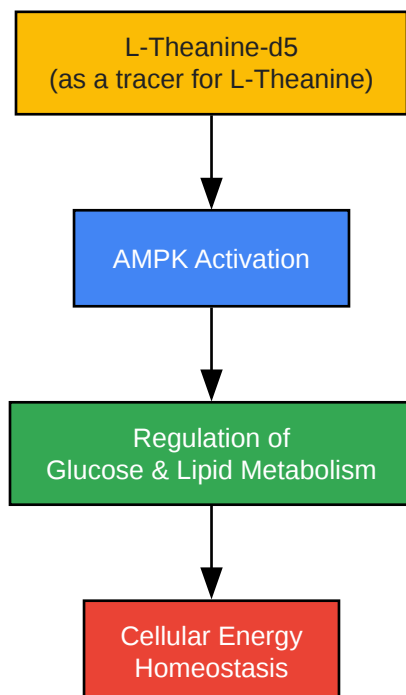 L-Theanine-d5
(as a tracer for L-Theanine)
AMPK Activation
Regulation of
Glucose & Lipid Metabolism
Cellular Energy
Homeostasis